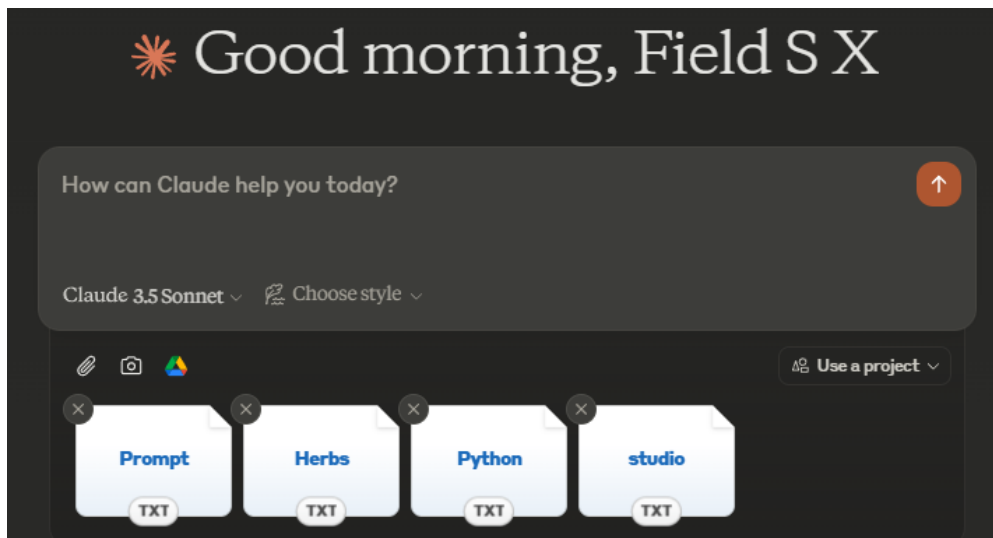 Good morning, Field S X
How can Claude help you today?
Claude 3.5 Sonnet Choose style
Use a project
Prompt Herbs Python studio
TXT TXT TXT TXT